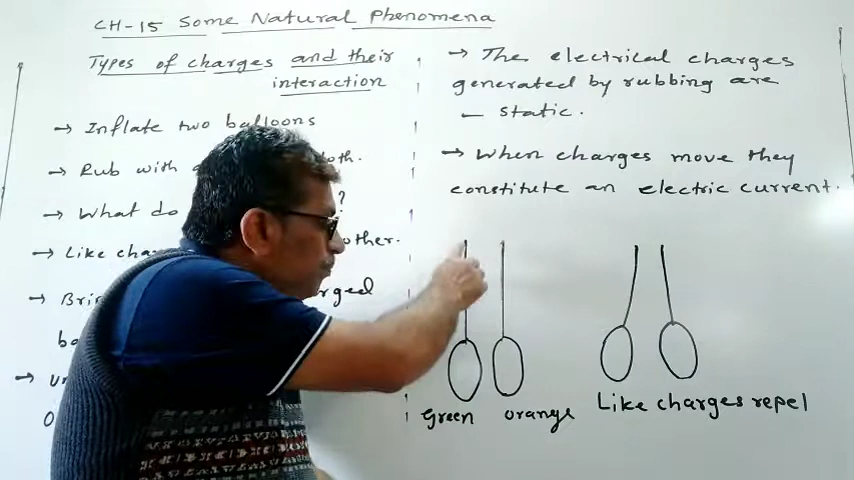 CH-15 Some Natural Phenomena
Types of charges and their
interaction
→ Inflate two balloons
→ Rub with
oth.
→ What do
?
→ Like cha
other.
→ Bri
rged
ba
→ un
→ The electrical charges
generated by rubbing are
– static.
→ When charges move they
constitute an electric current.
Green orange
Like charges repel